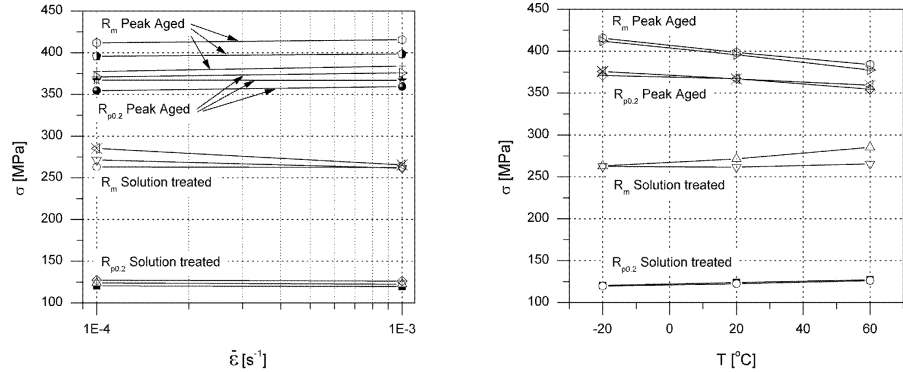 450
400
350
300
250
200
150
100
σ [MPa]
R_m Peak Aged
R_p0.2 Peak Aged
R_m Solution treated
R_p0.2 Solution treated
1E-4
1E-3
ε̇ [s⁻¹]
450
400
350
300
250
200
150
100
σ [MPa]
R_m Peak Aged
R_p0.2 Peak Aged
R_m Solution treated
R_p0.2 Solution treated
-20
0
20
40
60
T [°C]